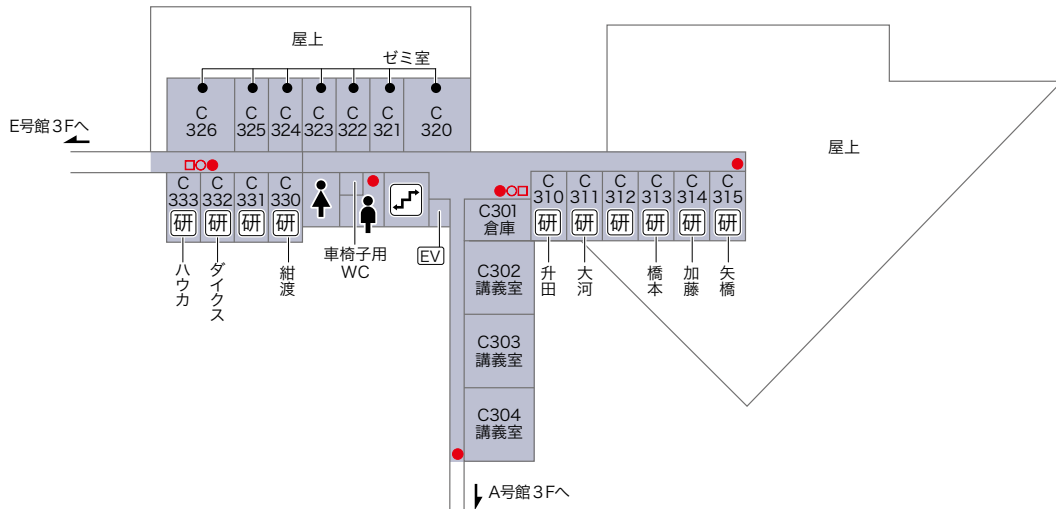 屋上
ゼミ室
C
326
C
325
C
324
C
323
C
322
C
321
C
320
E号館3Fへ
屋上
C
333
研
C
332
研
C
331
研
C
330
研
C301
倉庫
C
310
研
C
311
研
C
312
研
C
313
研
C
314
研
C
315
研
ハウカ
ダイクス
紺渡
車椅子用
WC
EV
升田
大河
橋本
加藤
矢橋
C302
講義室
C303
講義室
C304
講義室
A号館3Fへ